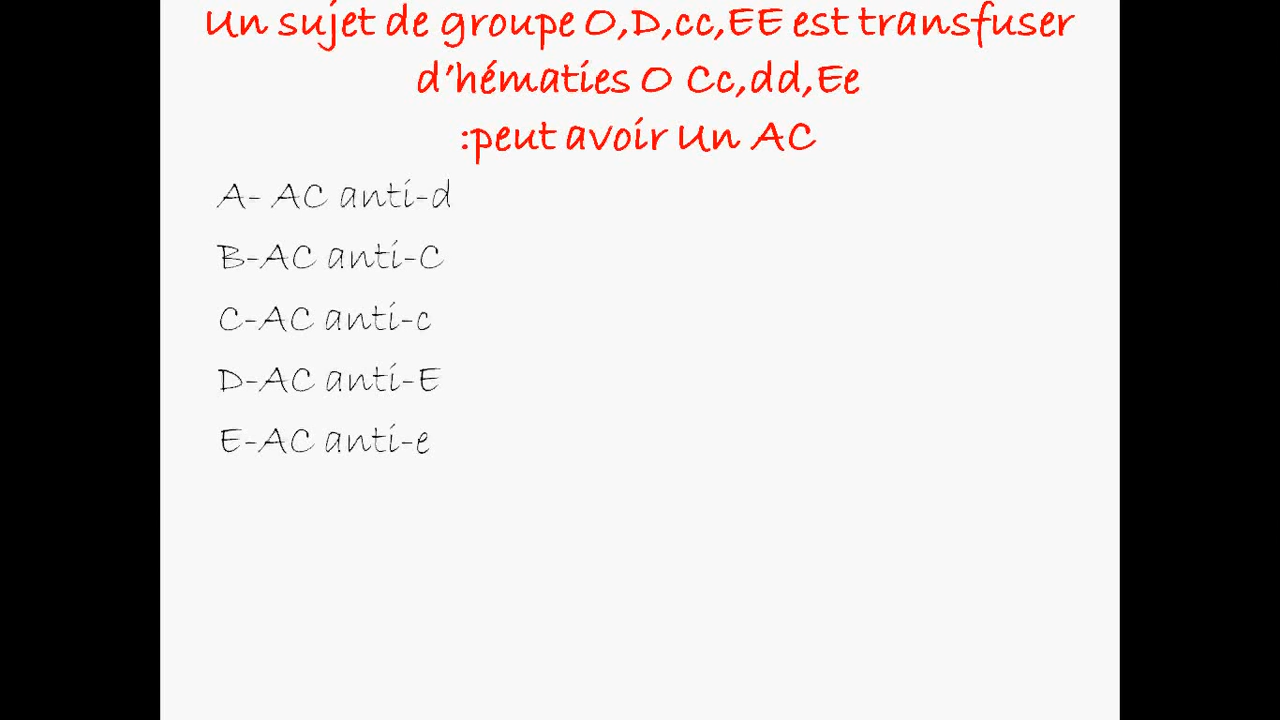 Un sujet de groupe O,D,cc,EE est transfuser
d'hématies O Cc,dd,Ee
:peut avoir Un AC
A- AC anti-d
B-AC anti-C
C-AC anti-c
D-AC anti-E
E-AC anti-e